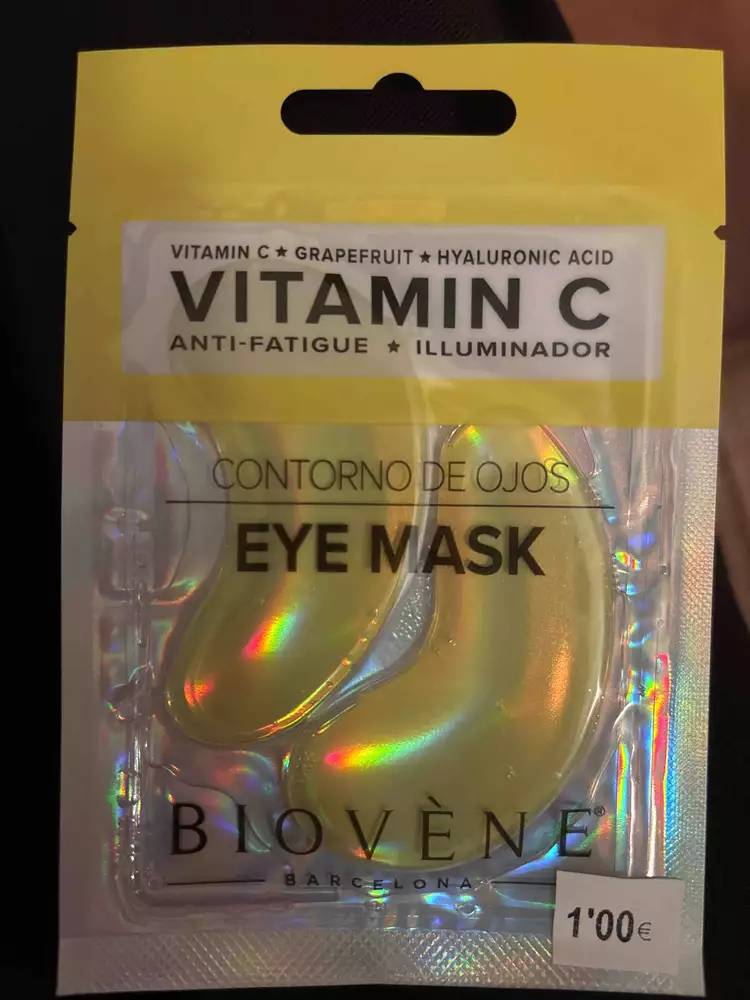 VITAMIN C ★ GRAPEFRUIT ★ HYALURONIC ACID
VITAMIN C
ANTI-FATIGUE ★ ILLUMINADOR
CONTORNO DE OJOS
EYE MASK
BIOVÈNE®
BARCELONA
1'00€